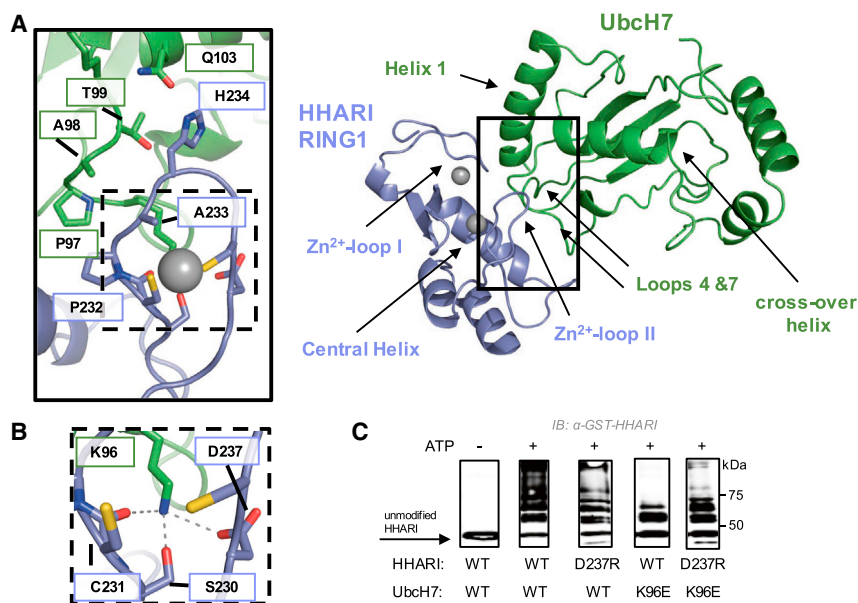 A
Q103
T99
H234
A98
A233
P97
P232
UbcH7
Helix 1
HHARI
RING1
Zn2+-loop I
Loops 4 &7
Central Helix
Zn2+-loop II
cross-over
helix
B
K96
D237
C231
S230
C
IB: α-GST-HHARI
ATP - + + + +
kDa
75
50
unmodified
HHARI
HHARI: WT WT D237R WT D237R
UbcH7: WT WT WT K96E K96E